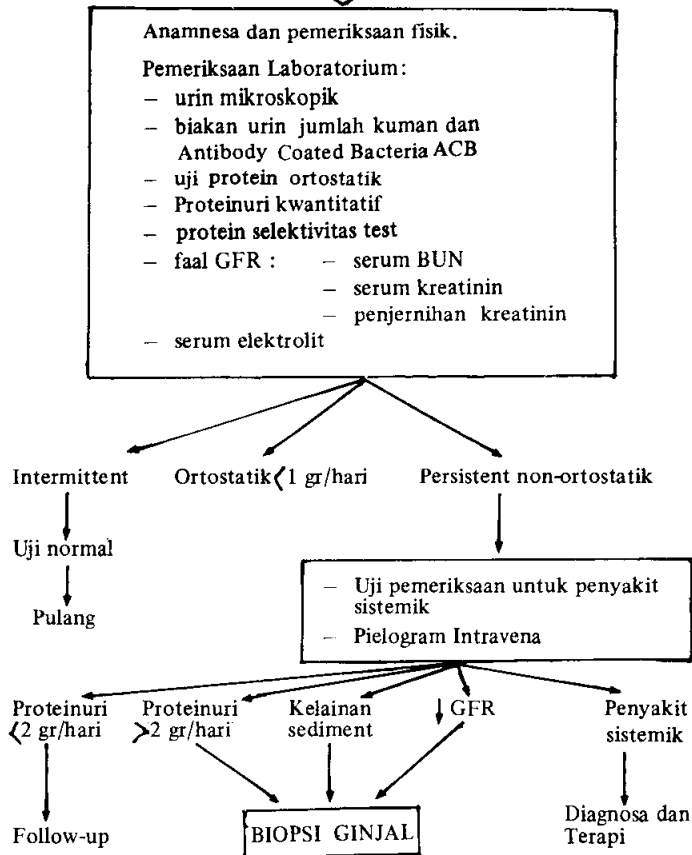 Anamnesa dan pemeriksaan fisik.
Pemeriksaan Laboratorium:
– urin mikroskopik
– biakan urin jumlah kuman dan
Antibody Coated Bacteria ACB
– uji protein ortostatik
– Proteinuri kwantitatif
– protein selektivitas test
– faal GFR : – serum BUN
– serum kreatinin
– penjernihan kreatinin
– serum elektrolit
Intermittent Ortostatik <1 gr/hari Persistent non-ortostatik
Uji normal
Pulang
– Uji pemeriksaan untuk penyakit
sistemik
– Pielogram Intravena
Proteinuri Proteinuri Kelainan ↓ GFR Penyakit
<2 gr/hari >2 gr/hari sediment sistemik
Follow-up BIOPSI GINJAL Diagnosa dan
Terapi